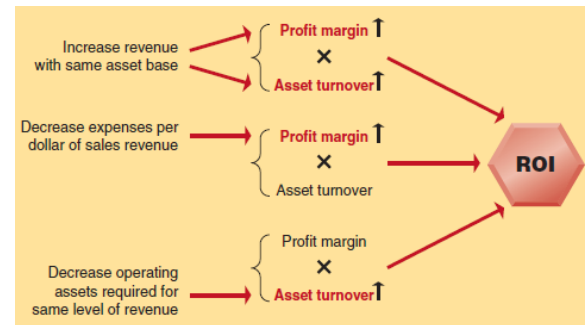 Increase revenue
with same asset base
Profit margin
×
Asset turnover
Decrease expenses per
dollar of sales revenue
Profit margin
×
Asset turnover
Decrease operating
assets required for
same level of revenue
Profit margin
×
Asset turnover
ROI